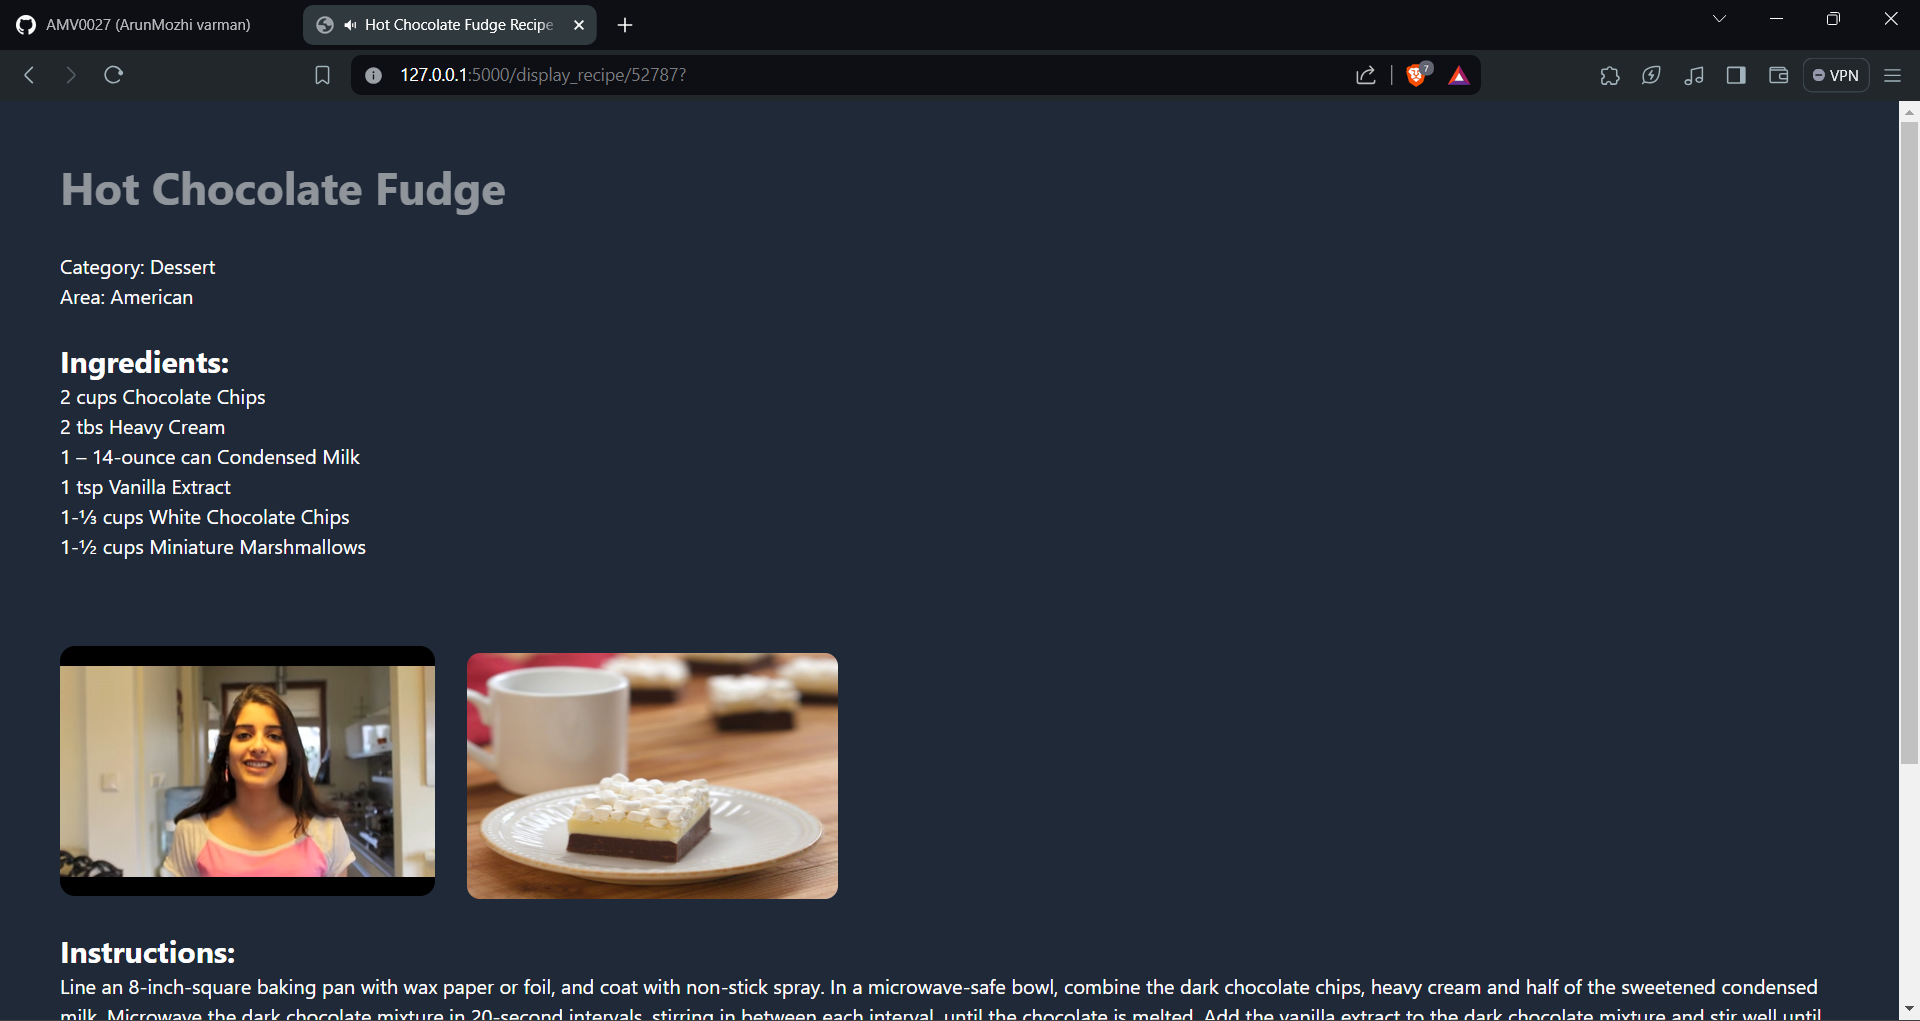 AMV0027 (ArunMozhi varman)
Hot Chocolate Fudge Recipe
127.0.0.1:5000/display_recipe/52787?
7
VPN
Hot Chocolate Fudge
Category: Dessert
Area: American
Ingredients:
2 cups Chocolate Chips
2 tbs Heavy Cream
1 – 14-ounce can Condensed Milk
1 tsp Vanilla Extract
1-⅓ cups White Chocolate Chips
1-½ cups Miniature Marshmallows
Instructions:
Line an 8-inch-square baking pan with wax paper or foil, and coat with non-stick spray. In a microwave-safe bowl, combine the dark chocolate chips, heavy cream and half of the sweetened condensed
milk. Microwave the dark chocolate mixture in 20-second intervals, stirring in between each interval, until the chocolate is melted. Add the vanilla extract to the dark chocolate mixture and stir well until